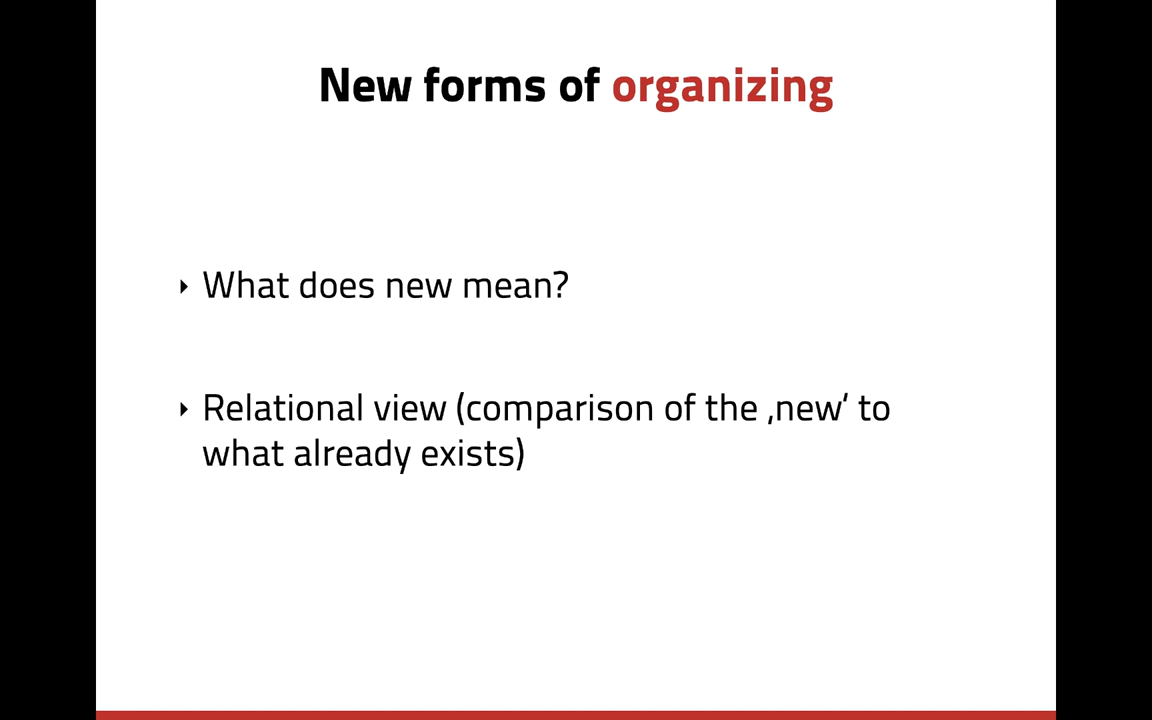 New forms of organizing
What does new mean?
Relational view (comparison of the ‚new‘ to
what already exists)